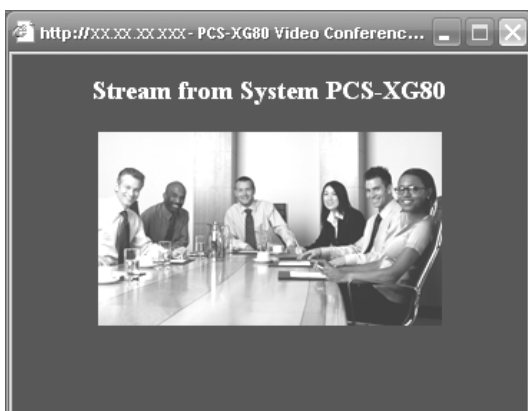 http://xx.xx.xx.xxx - PCS-XG80 Video Conferenc...
Stream from System PCS-XG80